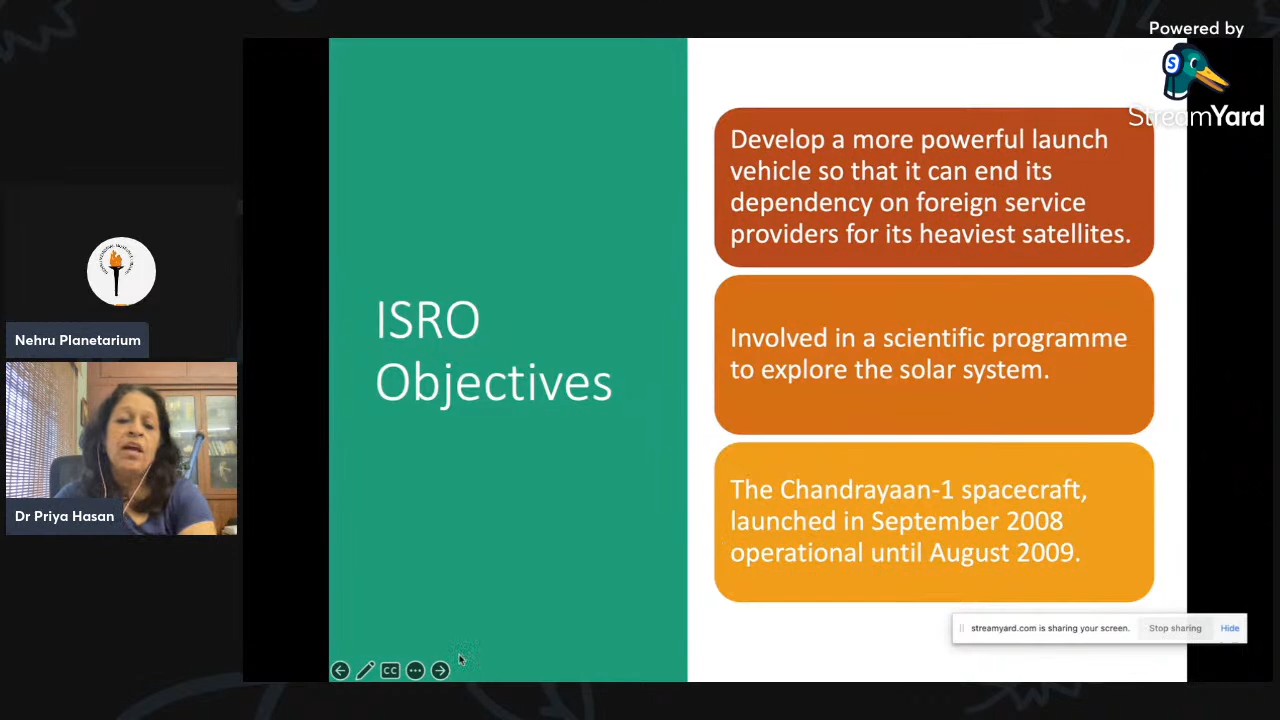 Powered by
StreamYard
S
Nehru Planetarium
Dr Priya Hasan
ISRO
Objectives
Develop a more powerful launch
vehicle so that it can end its
dependency on foreign service
providers for its heaviest satellites.
Involved in a scientific programme
to explore the solar system.
The Chandrayaan-1 spacecraft,
launched in September 2008
operational until August 2009.
streamyard.com is sharing your screen.
Stop sharing
Hide
CC